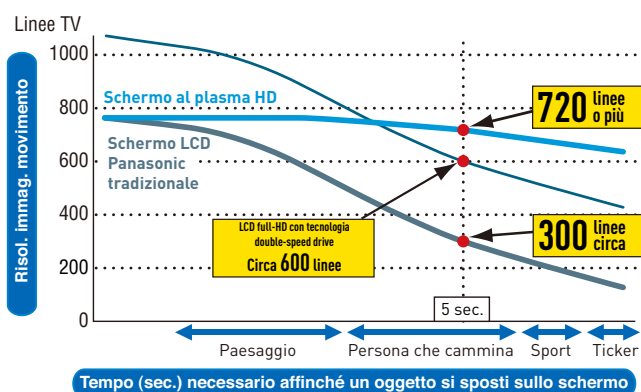 Linee TV
Risol. immag. movimento
1000
800
600
400
200
0
Schermo al plasma HD
Schermo LCD
Panasonic
tradizionale
720 linee
o più
LCD full-HD con tecnologia
double-speed drive
Circa 600 linee
300 linee
circa
5 sec.
Paesaggio
Persona che cammina
Sport
Ticker
Tempo (sec.) necessario affinché un oggetto si sposti sullo schermo